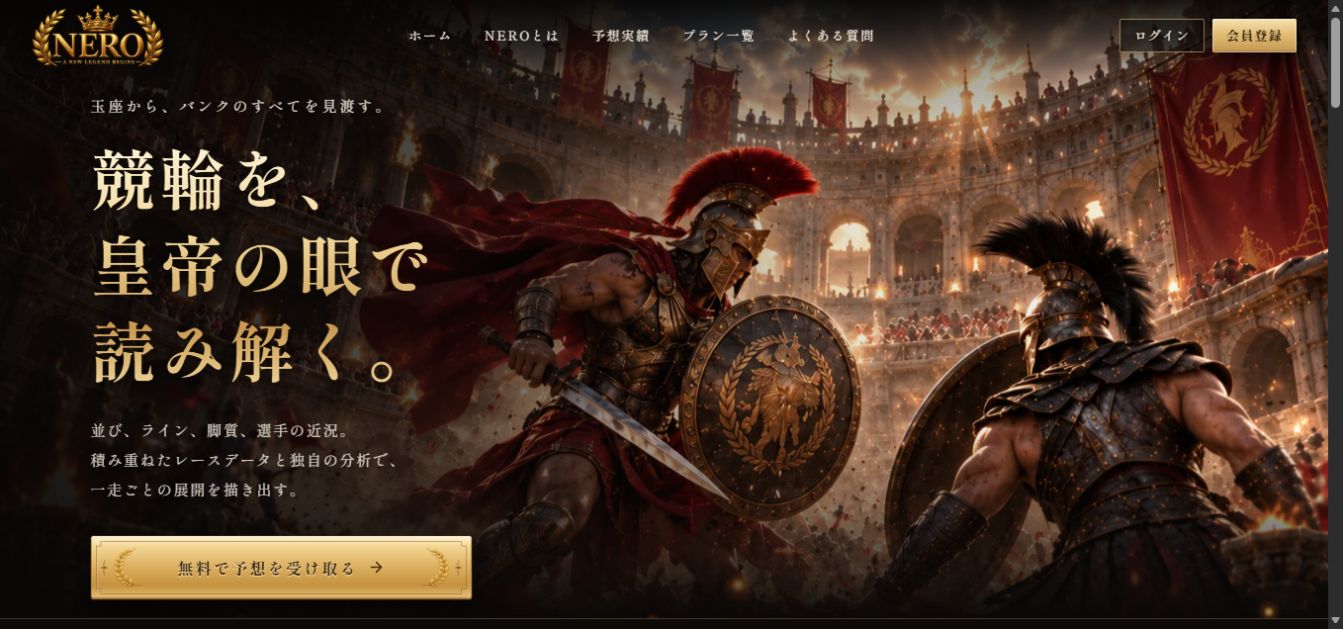 NERO
A NEW LEGEND BEGINS
ホーム
NEROとは
予想実績
プラン一覧
よくある質問
ログイン
会員登録
玉座から、バンクのすべてを見渡す。
競輪を、
皇帝の眼で
読み解く。
並び、ライン、脚質、選手の近況。
積み重ねたレースデータと独自の分析で、
一走ごとの展開を描き出す。
無料で予想を受け取る →